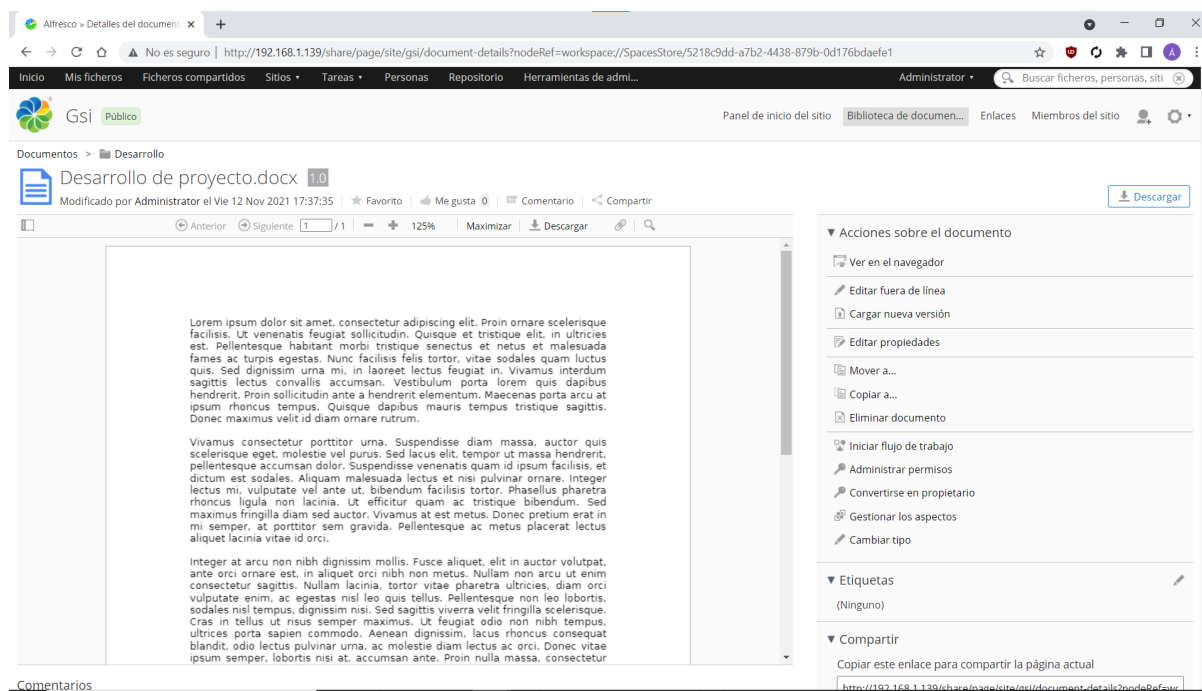 Alfresco » Detalles del document
No es seguro | http://192.168.1.139/share/page/site/gsi/document-details?nodeRef=workspace://SpacesStore/5218c9dd-a7b2-4438-879b-0d176bdaefe1
A
Inicio Mis ficheros Ficheros compartidos Sitios Tareas Personas Repositorio Herramientas de admi... Administrator Buscar ficheros, personas, siti
Gsi Público Panel de inicio del sitio Biblioteca de documen... Enlaces Miembros del sitio
Documentos > Desarrollo
Desarrollo de proyecto.docx 1.0
Modificado por Administrator el Vie 12 Nov 2021 17:37:35 Favorito Me gusta 0 Comentario Compartir
Descargar
Anterior Siguiente 1 / 1 125% Maximizar Descargar
Lorem ipsum dolor sit amet, consectetur adipiscing elit. Proin ornare scelerisque
facilisis. Ut venenatis feugiat sollicitudin. Quisque et tristique elit, in ultricies
est. Pellentesque habitant morbi tristique senectus et netus et malesuada
fames ac turpis egestas. Nunc facilisis felis tortor, vitae sodales quam luctus
quis. Sed dignissim urna mi, in laoreet lectus feugiat in. Vivamus interdum
sagittis lectus convallis accumsan. Vestibulum porta lorem quis dapibus
hendrerit. Proin sollicitudin ante a hendrerit elementum. Maecenas porta arcu at
ipsum rhoncus tempus. Quisque dapibus mauris tempus tristique sagittis.
Donec maximus velit id diam ornare rutrum.
Vivamus consectetur porttitor urna. Suspendisse diam massa, auctor quis
scelerisque eget, molestie vel purus. Sed lacus elit, tempor ut massa hendrerit,
pellentesque accumsan dolor. Suspendisse venenatis quam id ipsum facilisis, et
dictum est sodales. Aliquam malesuada lectus et nisi pulvinar ornare. Integer
lectus mi, vulputate vel ante ut, bibendum facilisis tortor. Phasellus pharetra
rhoncus ligula non lacinia. Ut efficitur quam ac tristique bibendum. Sed
maximus fringilla diam sed auctor. Vivamus at est metus. Donec pretium erat in
mi semper, at porttitor sem gravida. Pellentesque ac metus placerat lectus
aliquet lacinia vitae id orci.
Integer at arcu non nibh dignissim mollis. Fusce aliquet, elit in auctor volutpat,
ante orci ornare est, in aliquet orci nibh non metus. Nullam non arcu ut enim
consectetur sagittis. Nullam lacinia, tortor vitae pharetra ultricies, diam orci
vulputate enim, ac egestas nisl leo quis tellus. Pellentesque non leo lobortis,
sodales nisl tempus, dignissim nisi. Sed sagittis viverra velit fringilla scelerisque.
Cras in tellus ut risus semper maximus. Ut feugiat odio non nibh tempus,
ultrices porta sapien commodo. Aenean dignissim, lacus rhoncus consequat
blandit, odio lectus pulvinar urna, ac molestie diam lectus ac orci. Donec vitae
ipsum semper, lobortis nisi at, accumsan ante. Proin nulla massa, consectetur
Comentarios
Acciones sobre el documento
Ver en el navegador
Editar fuera de línea
Cargar nueva versión
Editar propiedades
Mover a...
Copiar a...
Eliminar documento
Iniciar flujo de trabajo
Administrar permisos
Convertirse en propietario
Gestionar los aspectos
Cambiar tipo
Etiquetas
(Ninguno)
Compartir
Copiar este enlace para compartir la página actual
http://192.168.1.139/share/page/site/gsi/document-details?nodeRef=w